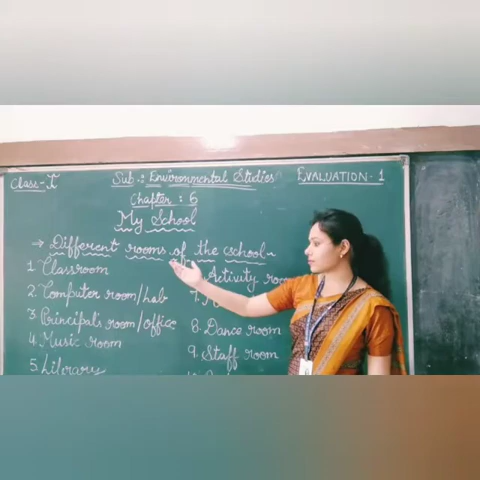 Class-I Sub : Environmental Studies EVALUATION-1
Chapter : 6
My School
→ Different rooms of the school~
1. Classroom
2. Computer room/lab
3. Principal's room/office
4. Music room
5. Library
Activity room
7.
8. Dance room
9. Staff room